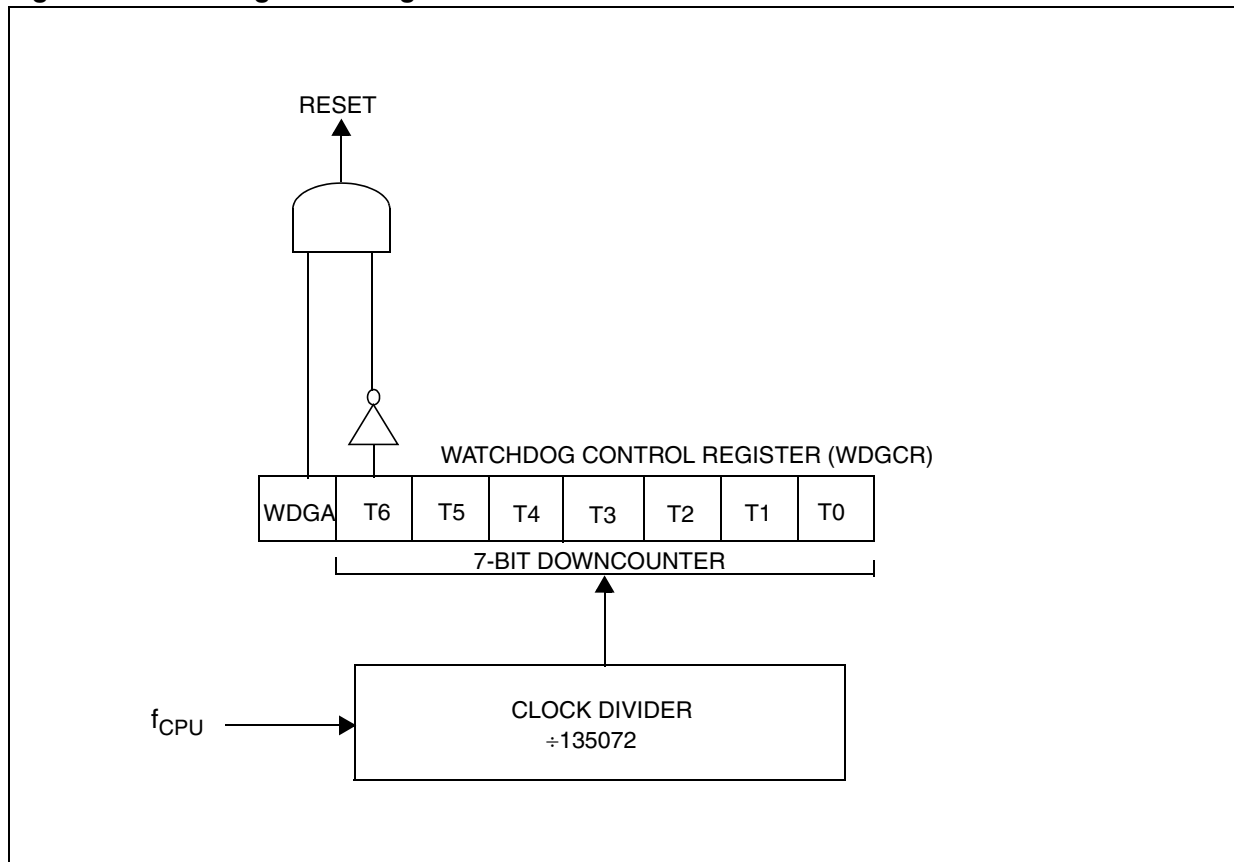 RESET
WATCHDOG CONTROL REGISTER (WDGCR)
WDGA T6 T5 T4 T3 T2 T1 T0
7-BIT DOWNCOUNTER
fCPU
CLOCK DIVIDER
÷135072